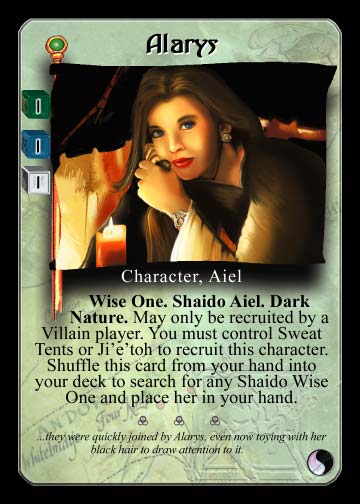 Alarys
1
1
1
Character, Aiel
Wise One. Shaido Aiel. Dark
Nature. May only be recruited by a
Villain player. You must control Sweat
Tents or Ji'e'toh to recruit this character.
Shuffle this card from your hand into
your deck to search for any Shaido Wise
One and place her in your hand.
...they were quickly joined by Alarys, even now toying with her
black hair to draw attention to it.